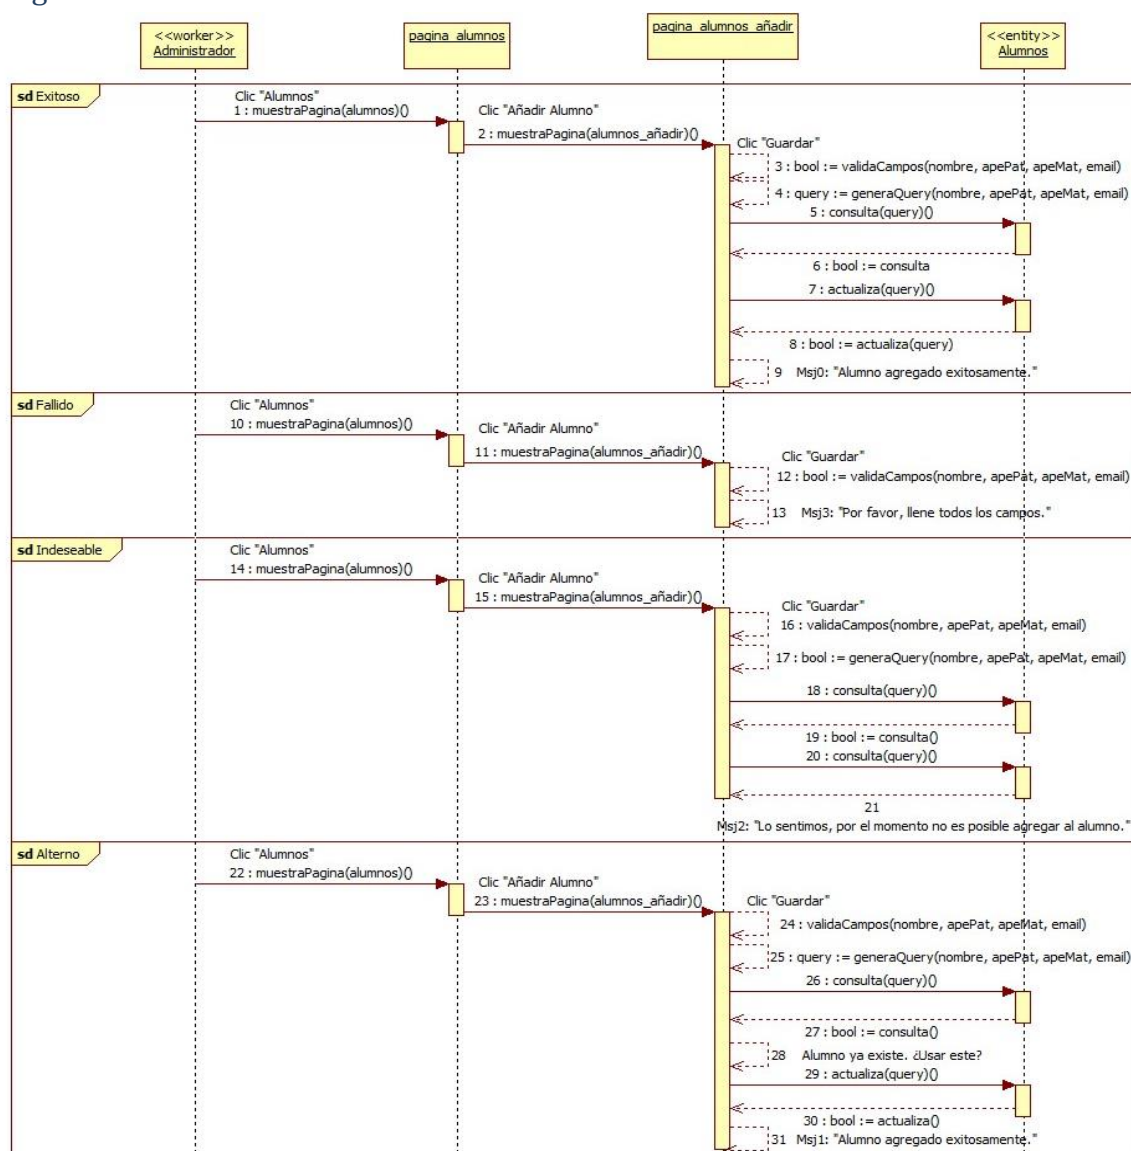 <<worker>>
Administrador
pagina_alumnos
pagina_alumnos_añadir
<<entity>>
Alumnos
sd Exitoso
Clic "Alumnos"
1 : muestraPagina(alumnos)()
Clic "Añadir Alumno"
2 : muestraPagina(alumnos_añadir)()
Clic "Guardar"
3 : bool := validaCampos(nombre, apePat, apeMat, email)
4 : query := generaQuery(nombre, apePat, apeMat, email)
5 : consulta(query)()
6 : bool := consulta
7 : actualiza(query)()
8 : bool := actualiza(query)
9 Msj0: "Alumno agregado exitosamente."
sd Fallido
Clic "Alumnos"
10 : muestraPagina(alumnos)()
Clic "Añadir Alumno"
11 : muestraPagina(alumnos_añadir)()
Clic "Guardar"
12 : bool := validaCampos(nombre, apePat, apeMat, email)
13 Msj3: "Por favor, llene todos los campos."
sd Indeseable
Clic "Alumnos"
14 : muestraPagina(alumnos)()
Clic "Añadir Alumno"
15 : muestraPagina(alumnos_añadir)()
Clic "Guardar"
16 : validaCampos(nombre, apePat, apeMat, email)
17 : bool := generaQuery(nombre, apePat, apeMat, email)
18 : consulta(query)()
19 : bool := consulta()
20 : consulta(query)()
21
Msj2: "Lo sentimos, por el momento no es posible agregar al alumno."
sd Alterno
Clic "Alumnos"
22 : muestraPagina(alumnos)()
Clic "Añadir Alumno"
23 : muestraPagina(alumnos_añadir)()
Clic "Guardar"
24 : validaCampos(nombre, apePat, apeMat, email)
25 : query := generaQuery(nombre, apePat, apeMat, email)
26 : consulta(query)()
27 : bool := consulta()
28 Alumno ya existe. ¿Usar este?
29 : actualiza(query)()
30 : bool := actualiza()
31 Msj1: "Alumno agregado exitosamente."